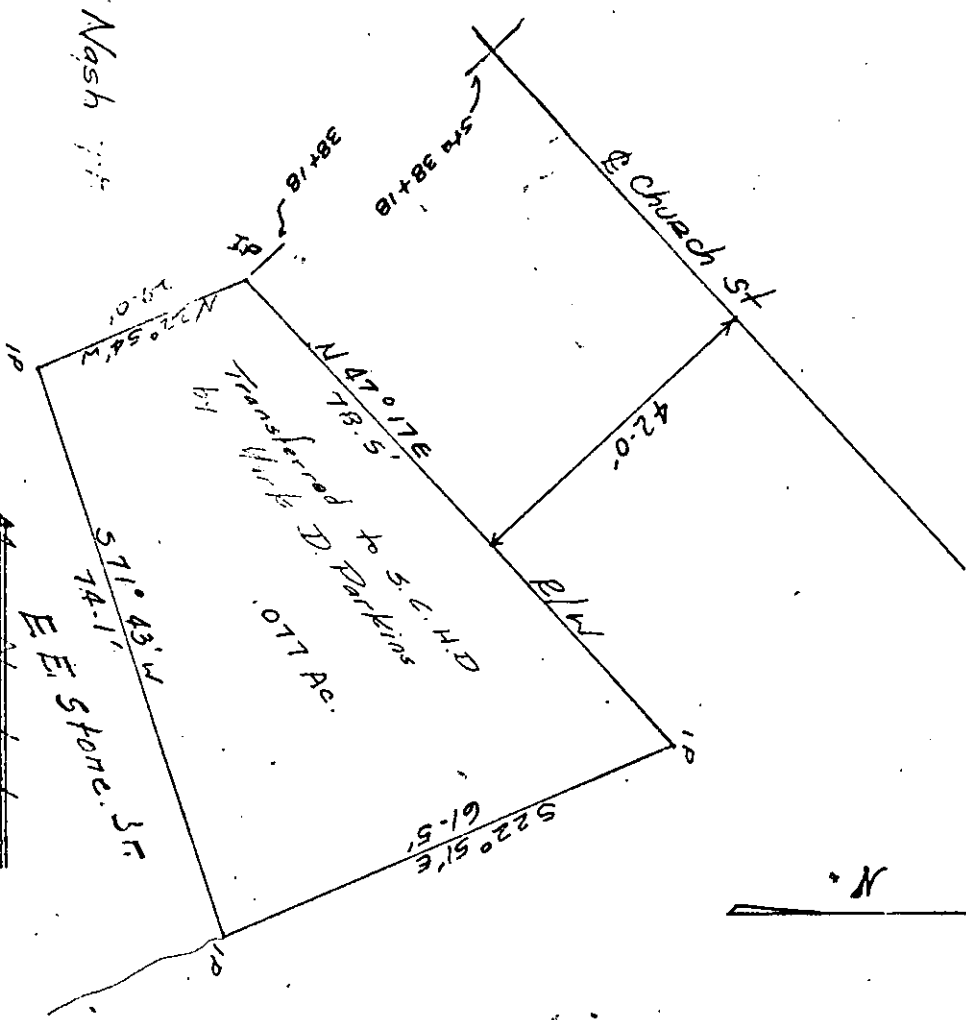 Nash
38+18
Sta 38+18
℄ Church St
42.0'
R/W
N 47° 17 E
78.5'
Transferred to S.C.H.D
by D. Parkins
.077 Ac.
IP
N 22° 54' W
IP
S 71° 43' W
74.1'
E E Stone. Jr.
S 22° 51' E
61.5'
IP
IP
N